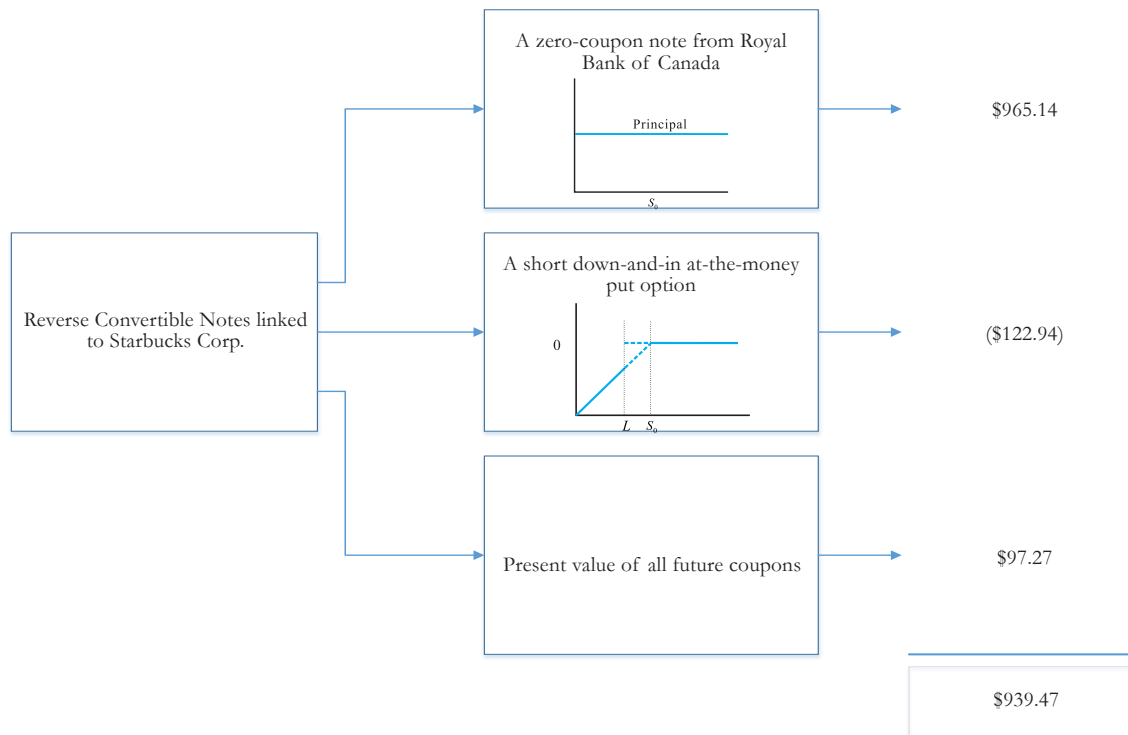 A zero-coupon note from Royal
Bank of Canada
Principal
S₀
$965.14
Reverse Convertible Notes linked
to Starbucks Corp.
A short down-and-in at-the-money
put option
0
L S₀
($122.94)
Present value of all future coupons
$97.27
$939.47